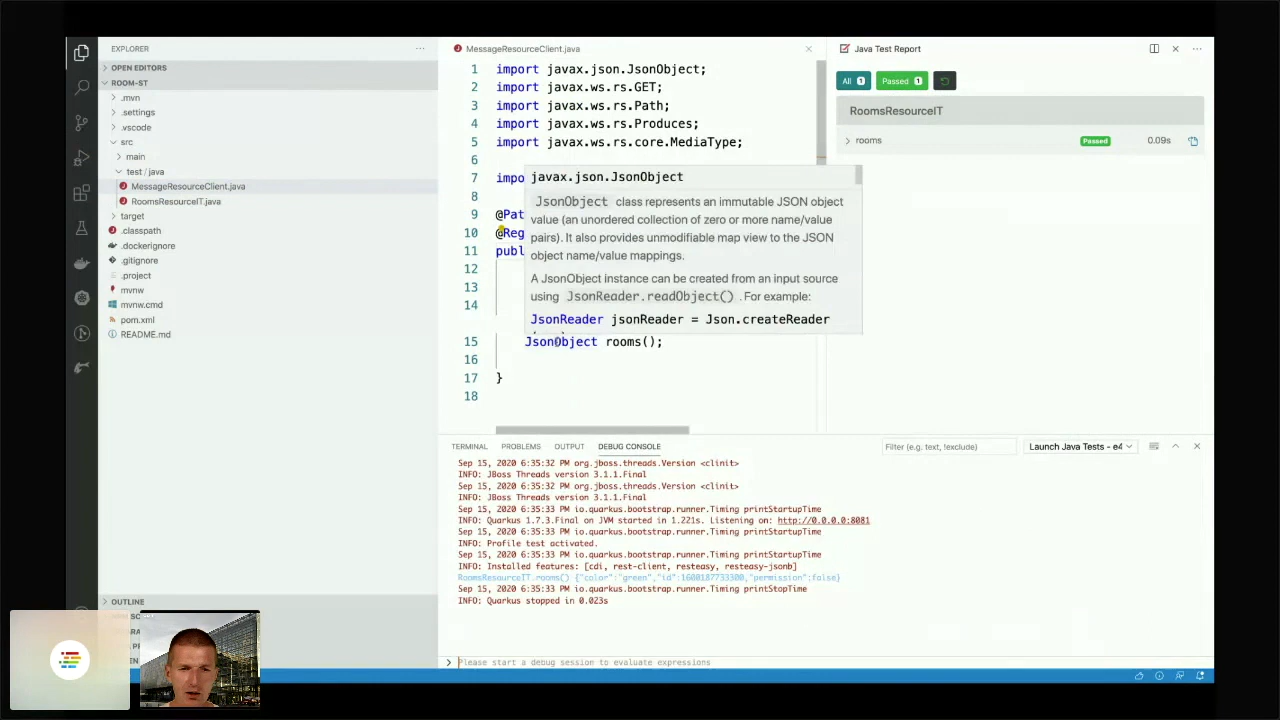 EXPLORER
OPEN EDITORS
ROOM-ST
.mvn
.settings
.vscode
src
main
test / java
MessageResourceClient.java
RoomsResourceIT.java
target
.classpath
.dockerignore
.gitignore
.project
mvnw
mvnw.cmd
pom.xml
README.md
OUTLINE
MessageResourceClient.java
1 import javax.json.JsonObject;
2 import javax.ws.rs.GET;
3 import javax.ws.rs.Path;
4 import javax.ws.rs.Produces;
5 import javax.ws.rs.core.MediaType;
6
7 impo
8
9 @Pat
10 @Reg
11 publ
12
13
14
javax.json.JsonObject
JsonObject class represents an immutable JSON object
value (an unordered collection of zero or more name/value
pairs). It also provides unmodifiable map view to the JSON
object name/value mappings.
A JsonObject instance can be created from an input source
using JsonReader.readObject() . For example:
JsonReader jsonReader = Json.createReader
15 JsonObject rooms();
16
17 }
18
Java Test Report
All 1 Passed 1
RoomsResourceIT
rooms Passed 0.09s
TERMINAL PROBLEMS OUTPUT DEBUG CONSOLE Filter (e.g. text, !exclude) Launch Java Tests - e4
Sep 15, 2020 6:35:32 PM org.jboss.threads.Version <clinit>
INFO: JBoss Threads version 3.1.1.Final
Sep 15, 2020 6:35:32 PM org.jboss.threads.Version <clinit>
INFO: JBoss Threads version 3.1.1.Final
Sep 15, 2020 6:35:33 PM io.quarkus.bootstrap.runner.Timing printStartupTime
INFO: Quarkus 1.7.3.Final on JVM started in 1.221s. Listening on: http://0.0.0.0:8081
Sep 15, 2020 6:35:33 PM io.quarkus.bootstrap.runner.Timing printStartupTime
INFO: Profile test activated.
Sep 15, 2020 6:35:33 PM io.quarkus.bootstrap.runner.Timing printStartupTime
INFO: Installed features: [cdi, rest-client, resteasy, resteasy-jsonb]
RoomsResourceIT.rooms() {"color":"green","id":1600187733300,"permission":false}
Sep 15, 2020 6:35:33 PM io.quarkus.bootstrap.runner.Timing printStopTime
INFO: Quarkus stopped in 0.023s
Please start a debug session to evaluate expressions